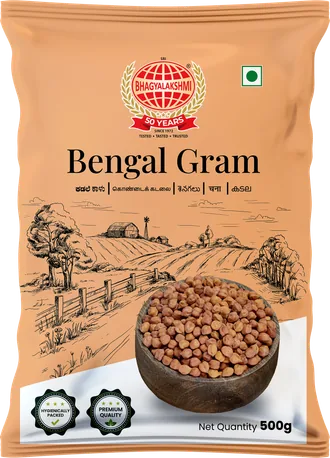 SRI
BHAGYALAKSHMI
50 YEARS
SINCE 1972
TESTED • TASTED • TRUSTED
Bengal Gram
ಕಡಲೆ ಕಾಳು | கொண்டைக் கடலை | శెనగలు | चना | കടല
HYGIENICALLY
PACKED
PREMIUM
QUALITY
Net Quantity 500g